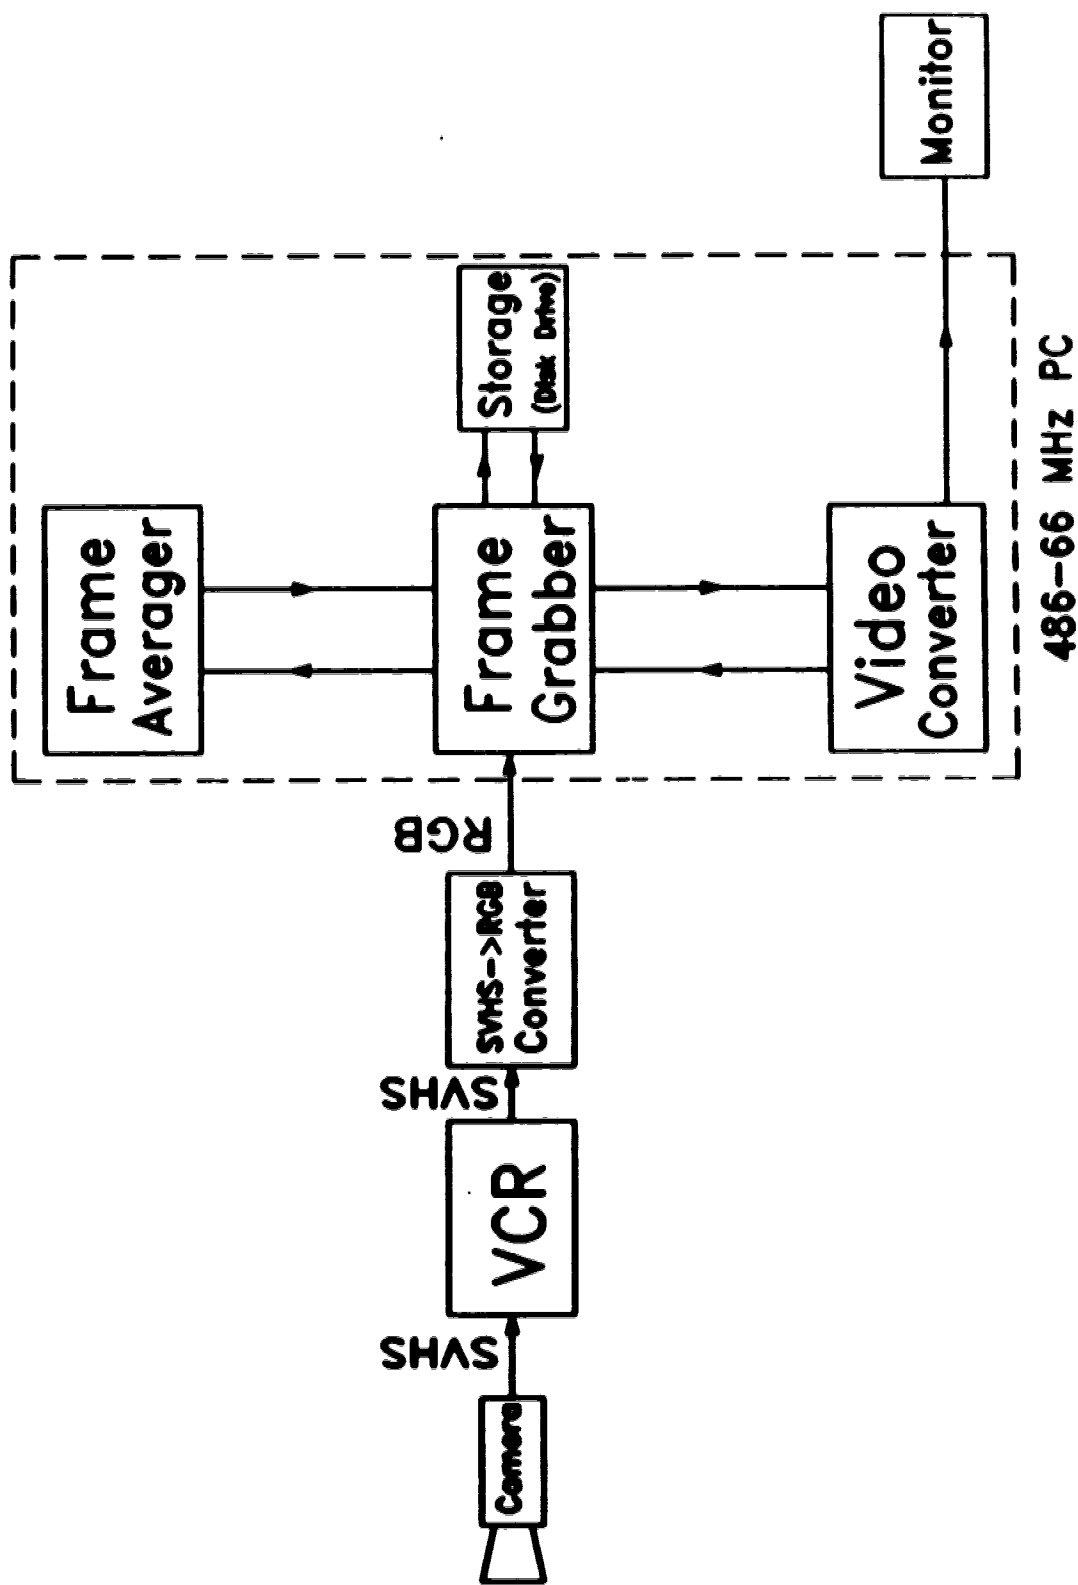 Camera
SVHS
VCR
SVHS
SVHS->RGB
Converter
RGB
Frame
Averager
Frame
Grabber
Storage
(Disk Drive)
Video
Converter
Monitor
486-66 MHz PC